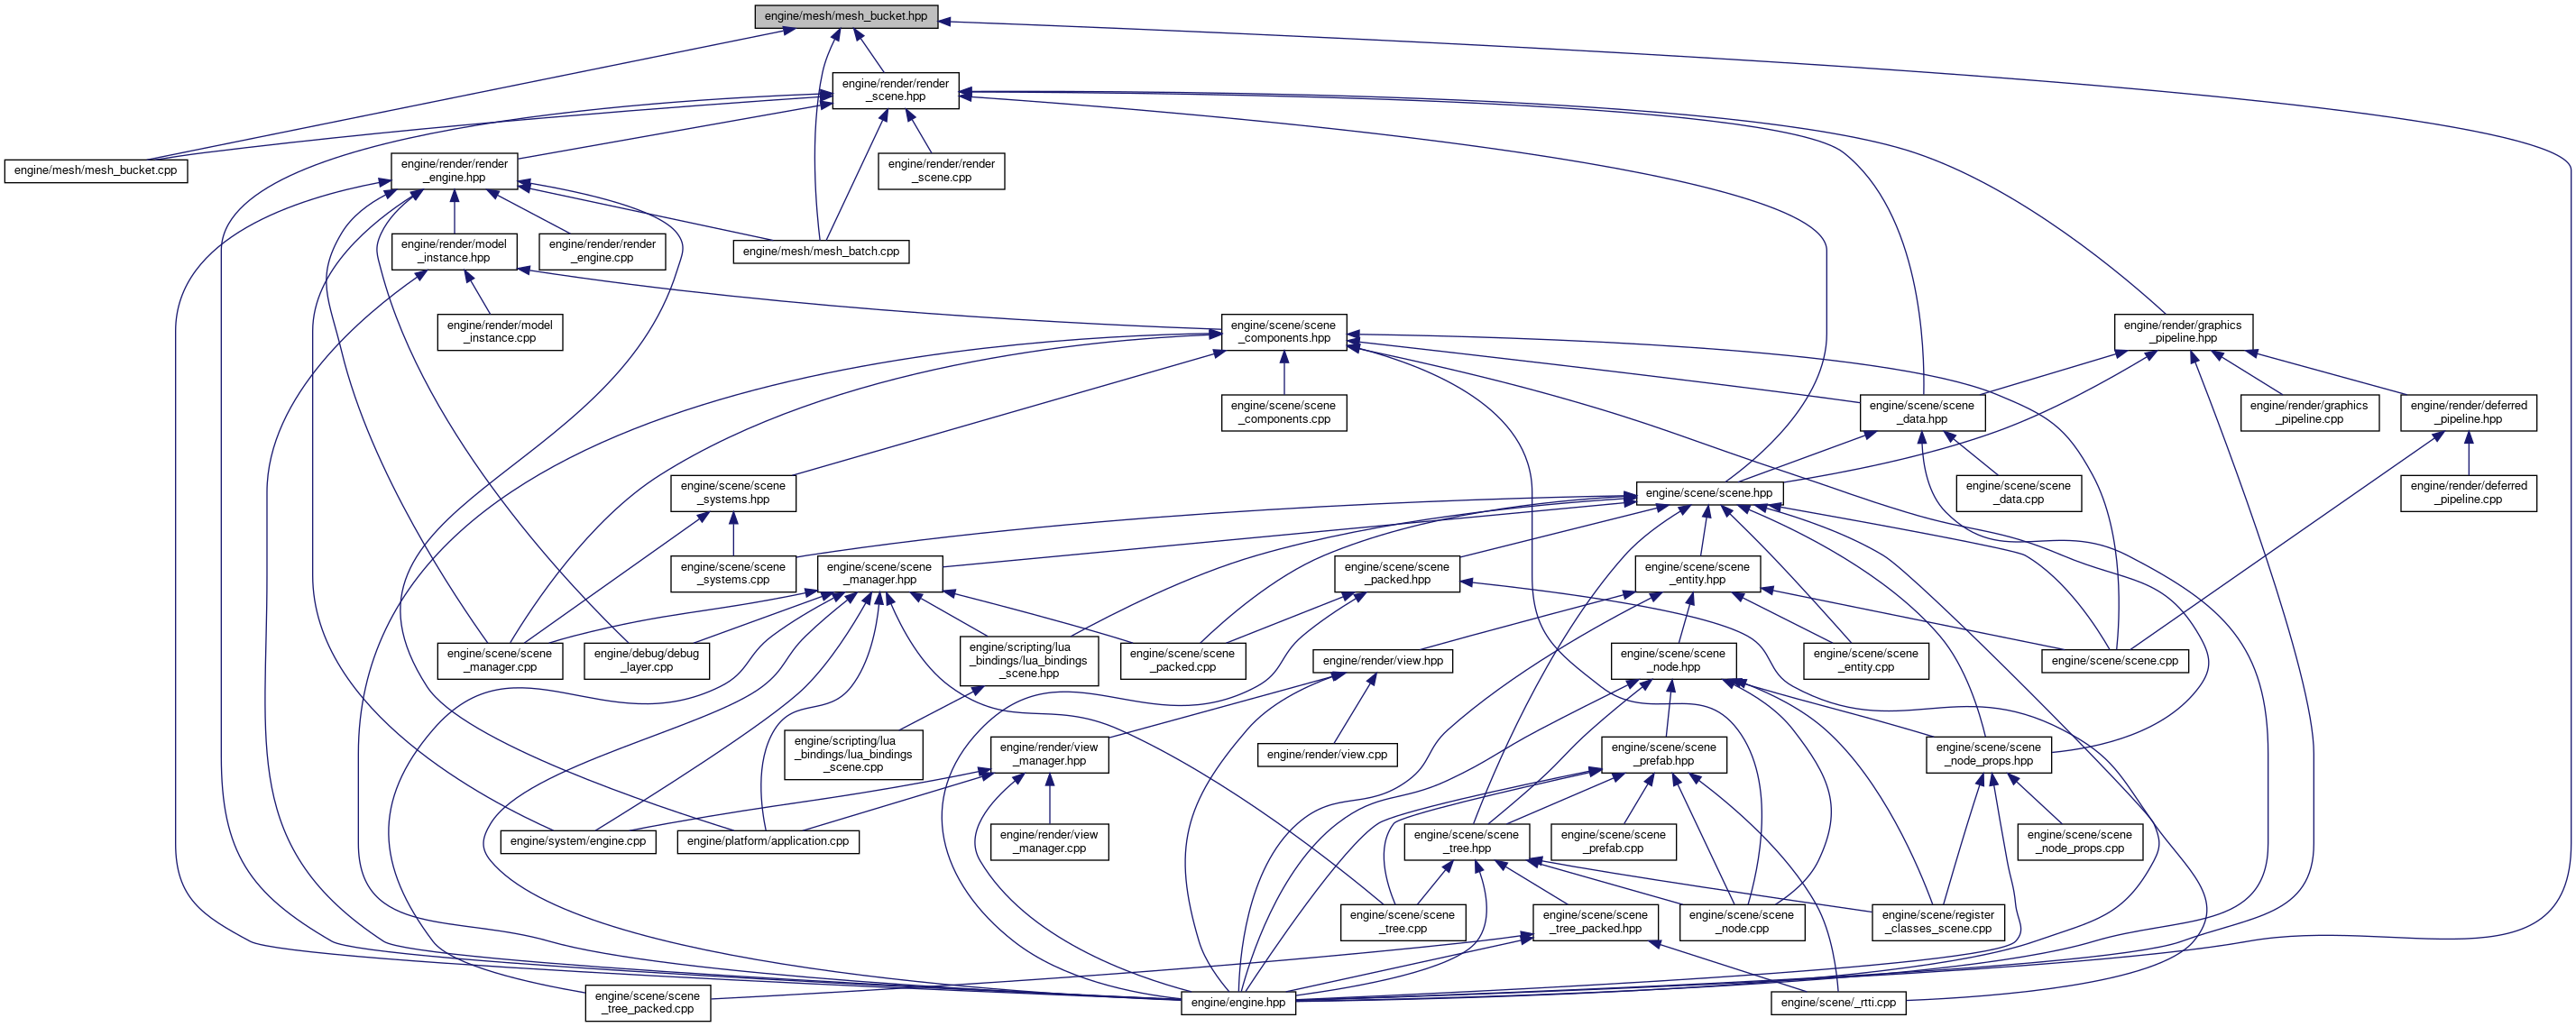 engine/mesh/mesh_bucket.hpp
engine/render/render
_scene.hpp
engine/mesh/mesh_bucket.cpp
engine/render/render
_engine.hpp
engine/render/render
_scene.cpp
engine/render/model
_instance.hpp
engine/render/render
_engine.cpp
engine/mesh/mesh_batch.cpp
engine/render/model
_instance.cpp
engine/scene/scene
_components.hpp
engine/render/graphics
_pipeline.hpp
engine/scene/scene
_components.cpp
engine/scene/scene
_data.hpp
engine/render/graphics
_pipeline.cpp
engine/render/deferred
_pipeline.hpp
engine/scene/scene
_systems.hpp
engine/scene/scene.hpp
engine/scene/scene
_data.cpp
engine/render/deferred
_pipeline.cpp
engine/scene/scene
_systems.cpp
engine/scene/scene
_manager.hpp
engine/scene/scene
_packed.hpp
engine/scene/scene
_entity.hpp
engine/scene/scene
_manager.cpp
engine/debug/debug
_layer.cpp
engine/scripting/lua
_bindings/lua_bindings
_scene.hpp
engine/scene/scene
_packed.cpp
engine/render/view.hpp
engine/scene/scene
_node.hpp
engine/scene/scene
_entity.cpp
engine/scene/scene.cpp
engine/scripting/lua
_bindings/lua_bindings
_scene.cpp
engine/render/view
_manager.hpp
engine/render/view.cpp
engine/scene/scene
_prefab.hpp
engine/scene/scene
_node_props.hpp
engine/system/engine.cpp
engine/platform/application.cpp
engine/render/view
_manager.cpp
engine/scene/scene
_tree.hpp
engine/scene/scene
_prefab.cpp
engine/scene/scene
_node_props.cpp
engine/scene/scene
_tree.cpp
engine/scene/scene
_tree_packed.hpp
engine/scene/scene
_node.cpp
engine/scene/register
_classes_scene.cpp
engine/scene/scene
_tree_packed.cpp
engine/engine.hpp
engine/scene/_rtti.cpp